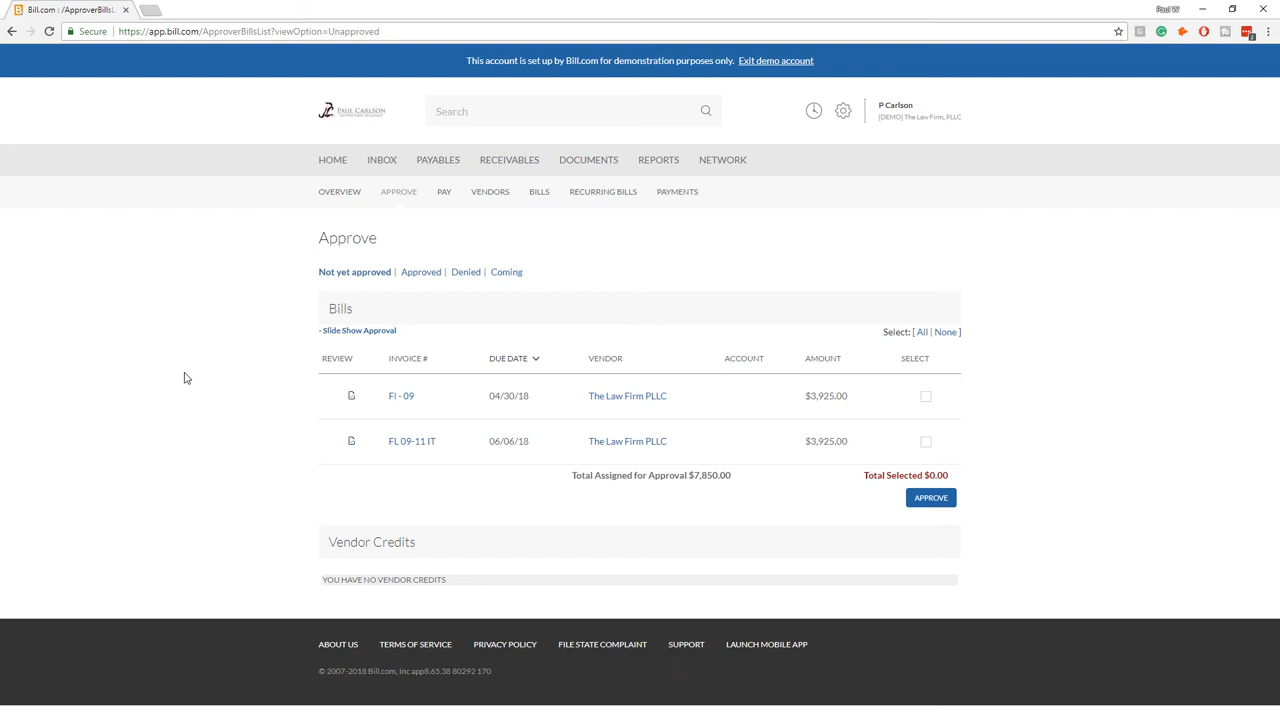 Bill.com : /ApproverBillsL
Paul W
Secure
https://app.bill.com/ApproverBillsList?viewOption=Unapproved
This account is set up by Bill.com for demonstration purposes only. Exit demo account
PAUL CARLSON
Search
P Carlson
[DEMO] The Law Firm, PLLC
HOME INBOX PAYABLES RECEIVABLES DOCUMENTS REPORTS NETWORK
OVERVIEW APPROVE PAY VENDORS BILLS RECURRING BILLS PAYMENTS
Approve
Not yet approved | Approved | Denied | Coming
Bills
- Slide Show Approval
Select: [ All | None ]
REVIEW INVOICE # DUE DATE VENDOR ACCOUNT AMOUNT SELECT
FI - 09 04/30/18 The Law Firm PLLC $3,925.00
FL 09-11 IT 06/06/18 The Law Firm PLLC $3,925.00
Total Assigned for Approval $7,850.00 Total Selected $0.00
APPROVE
Vendor Credits
YOU HAVE NO VENDOR CREDITS
ABOUT US TERMS OF SERVICE PRIVACY POLICY FILE STATE COMPLAINT SUPPORT LAUNCH MOBILE APP
© 2007-2018 Bill.com, Inc app8.65.38 80292 170